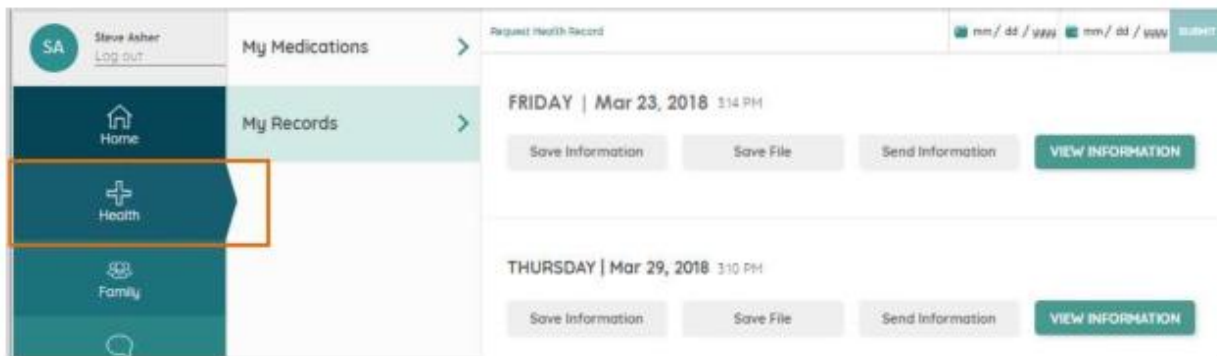 SA
Steve Asher
Log out
Home
Health
Family
My Medications
My Records
Request Health Record
mm / dd / yyyy mm / dd / yyyy SUBMIT
FRIDAY | Mar 23, 2018 3:14 PM
Save Information Save File Send Information VIEW INFORMATION
THURSDAY | Mar 29, 2018 3:10 PM
Save Information Save File Send Information VIEW INFORMATION